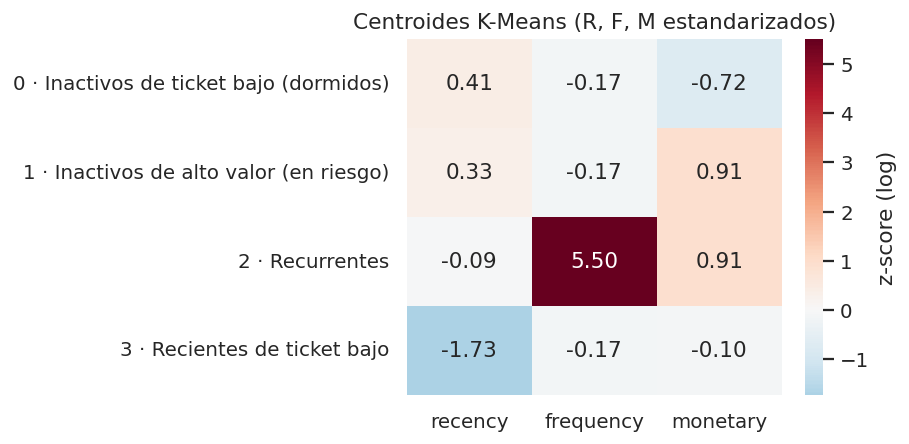 Centroides K-Means (R, F, M estandarizados)
0 · Inactivos de ticket bajo (dormidos) 0.41 -0.17 -0.72
1 · Inactivos de alto valor (en riesgo) 0.33 -0.17 0.91
2 · Recurrentes -0.09 5.50 0.91
3 · Recientes de ticket bajo -1.73 -0.17 -0.10
recency frequency monetary
5
4
3
2
1
0
−1
z-score (log)